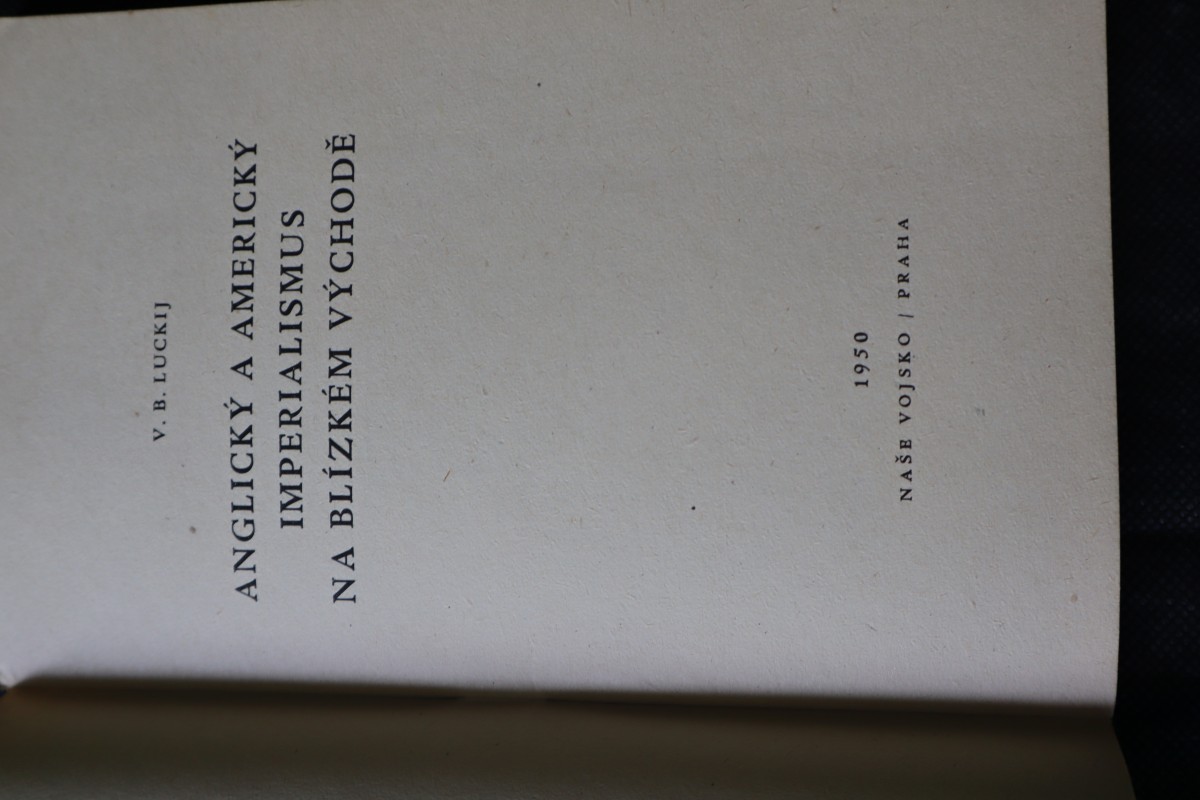 V. B. LUCKIJ
ANGLICKÝ A AMERICKÝ
IMPERIALISMUS
NA BLÍZKÉM VÝCHODĚ
1950
NAŠE VOJSKO / PRAHA